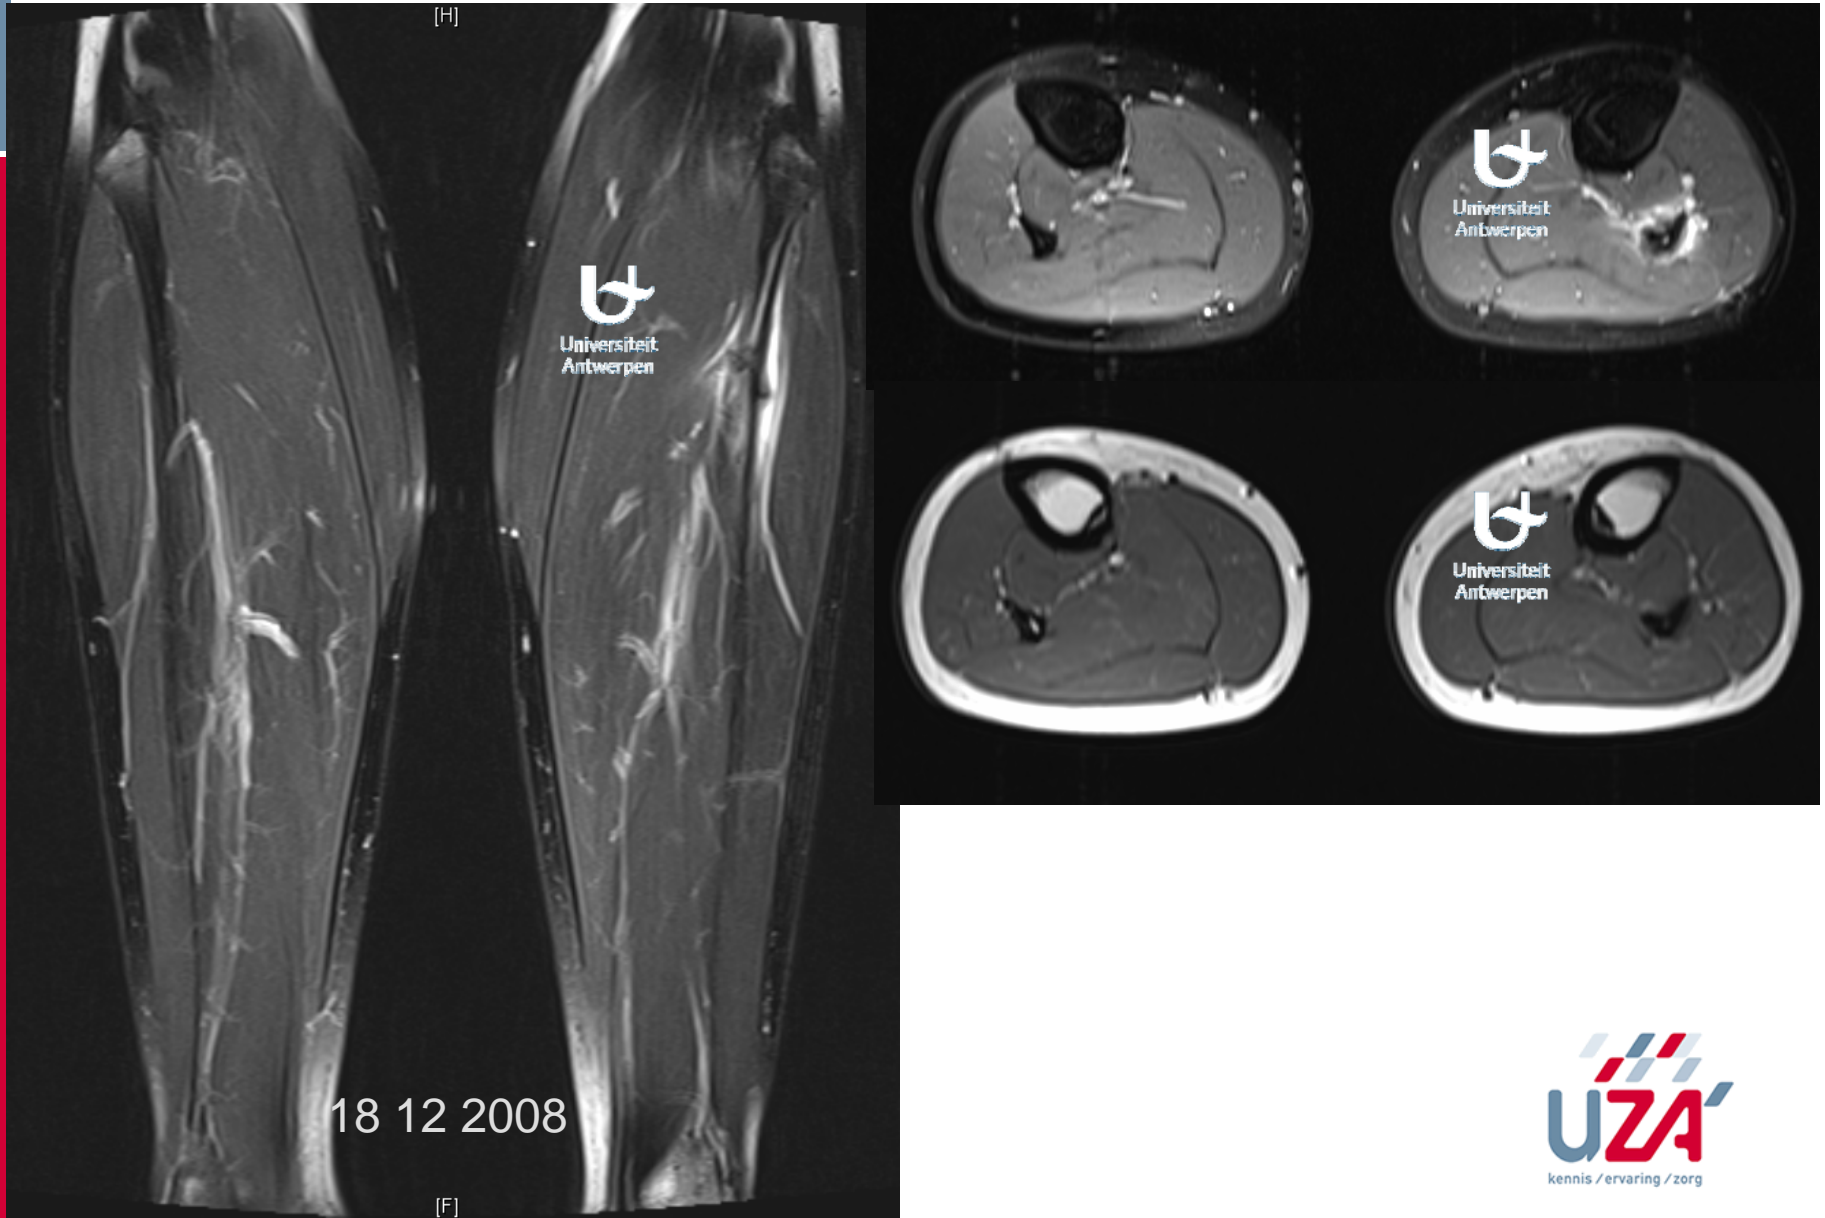 [H]
Universiteit
Antwerpen
Universiteit
Antwerpen
Universiteit
Antwerpen
18 12 2008
[F]
UZA
kennis / ervaring / zorg